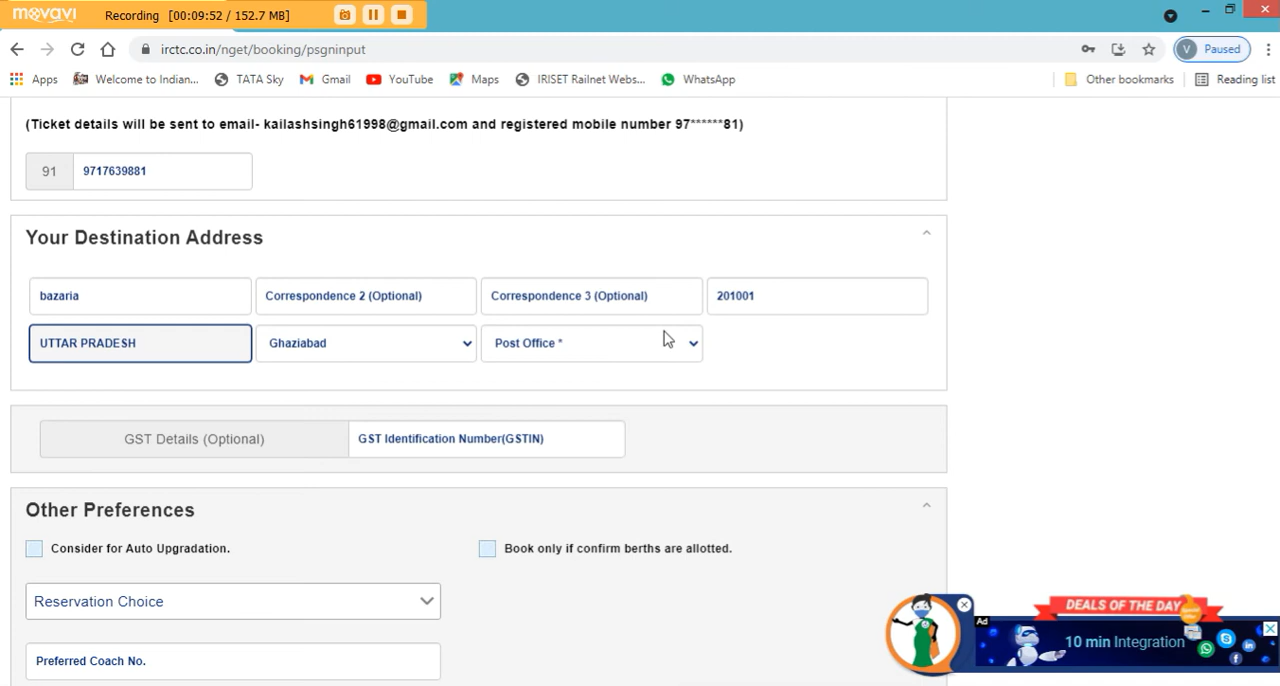 movavi Recording [00:09:52 / 152.7 MB]
irctc.co.in/nget/booking/psgninput
V Paused
Apps Welcome to Indian... TATA Sky Gmail YouTube Maps IRISET Railnet Webs... WhatsApp Other bookmarks Reading list
(Ticket details will be sent to email- kailashsingh61998@gmail.com and registered mobile number 97******81)
91 9717639881
Your Destination Address
bazaria Correspondence 2 (Optional) Correspondence 3 (Optional) 201001
UTTAR PRADESH Ghaziabad Post Office *
GST Details (Optional) GST Identification Number(GSTIN)
Other Preferences
Consider for Auto Upgradation. Book only if confirm berths are allotted.
Reservation Choice
DEALS OF THE DAY
Ad
10 min Integration
Preferred Coach No.